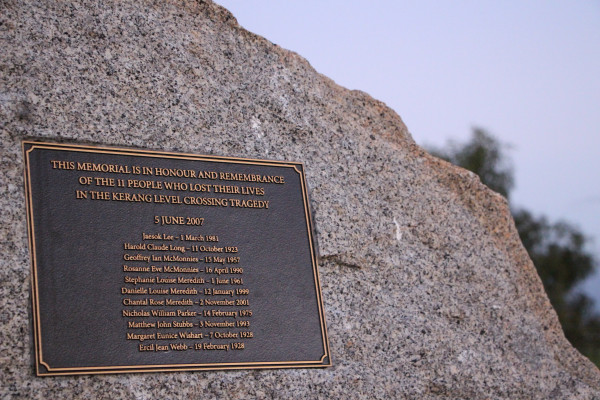 THIS MEMORIAL IS IN HONOUR AND REMEMBRANCE
OF THE 11 PEOPLE WHO LOST THEIR LIVES
IN THE KERANG LEVEL CROSSING TRAGEDY
5 JUNE 2007
Jaesok Lee – 1 March 1981
Harold Claude Long – 11 October 1923
Geoffrey Ian McMonnies – 15 May 1957
Rosanne Eve McMonnies – 16 April 1990
Stephanie Louise Meredith – 1 June 1961
Danielle Louise Meredith – 12 January 1999
Chantal Rose Meredith – 2 November 2001
Nicholas William Parker – 14 February 1975
Matthew John Stubbs – 3 November 1993
Margaret Eunice Wishart – 7 October 1928
Ercil Jean Webb – 19 February 1928